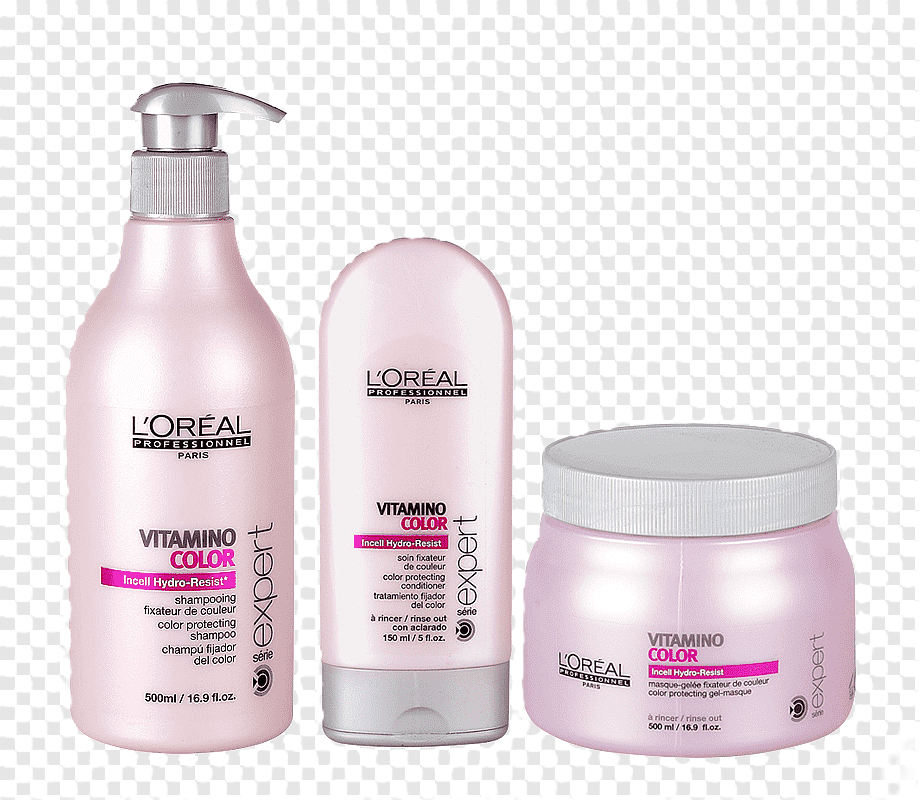 L'ORÉAL
PROFESSIONNEL
PARIS
VITAMINO
COLOR
Incell Hydro-Resist*
shampooing
fixateur de couleur
color protecting
shampoo
champú fijador
del color
500ml / 16.9 fl.oz.
série expert
L'ORÉAL
PROFESSIONNEL
PARIS
VITAMINO
COLOR
Incell Hydro-Resist
soin fixateur
de couleur
color protecting
conditioner
tratamiento fijador
del color
à rincer / rinse out
con aclarado
150 ml / 5 fl.oz.
série expert
L'ORÉAL
PROFESSIONNEL
PARIS
VITAMINO
COLOR
Incell Hydro-Resist
masque-gelée fixateur de couleur
color protecting gel-masque
à rincer / rinse out
500 ml / 16.9 fl.oz.
série expert